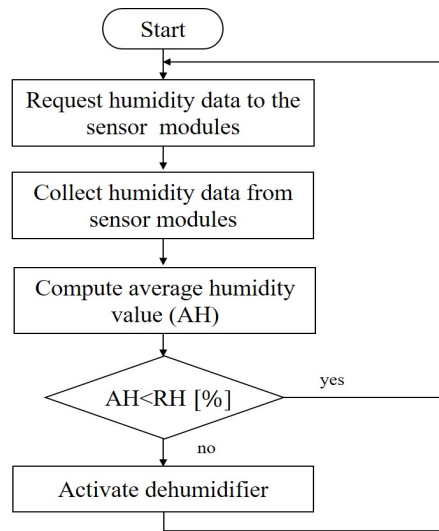 Start
Request humidity data to the
sensor modules
Collect humidity data from
sensor modules
Compute average humidity
value (AH)
AH<RH [%]
yes
no
Activate dehumidifier